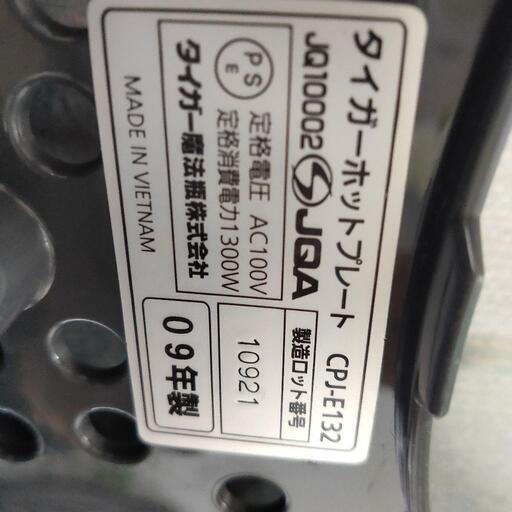 タイガーホットプレート CPJ-E132
JQ10002 JQA
PS
E
定格電圧 AC100V
定格消費電力1300W
製造ロット番号
10921
タイガー魔法瓶株式会社
09年製
MADE IN VIETNAM